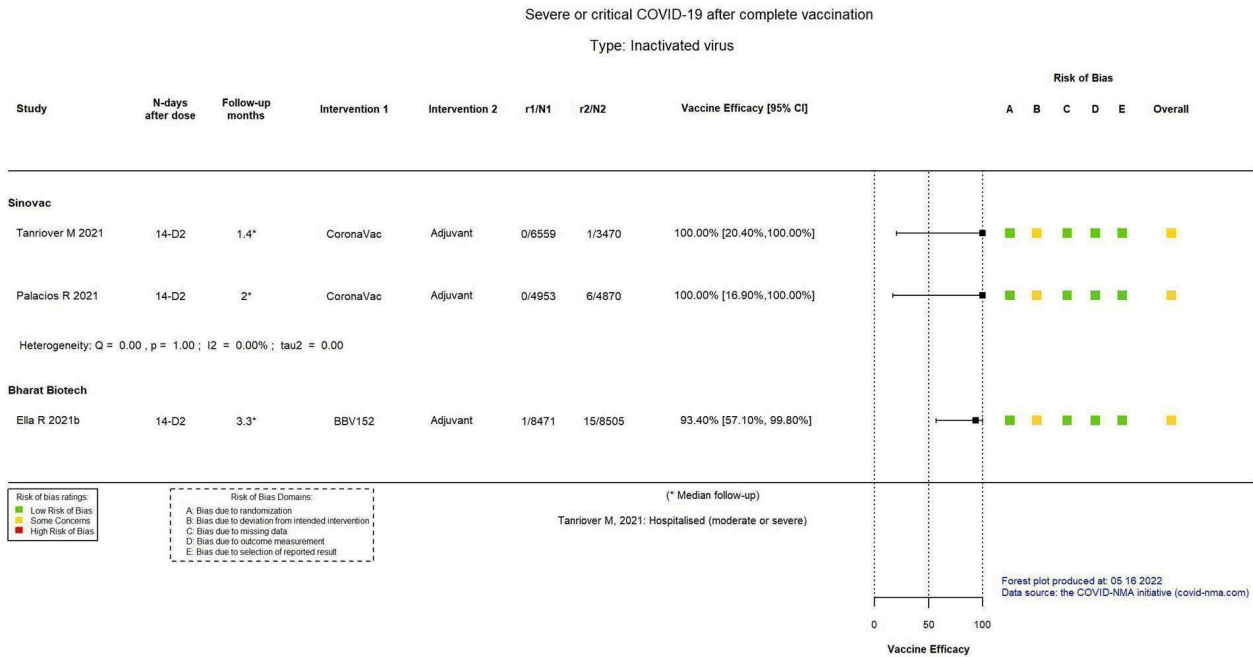 Severe or critical COVID-19 after complete vaccination
Type: Inactivated virus
Risk of Bias
Study N-days after dose Follow-up months Intervention 1 Intervention 2 r1/N1 r2/N2 Vaccine Efficacy [95% CI] A B C D E Overall
Sinovac
Tanriover M 2021 14-D2 1.4* CoronaVac Adjuvant 0/6559 1/3470 100.00% [20.40%,100.00%]
Palacios R 2021 14-D2 2* CoronaVac Adjuvant 0/4953 6/4870 100.00% [16.90%,100.00%]
Heterogeneity: Q = 0.00 , p = 1.00 ; I2 = 0.00% ; tau2 = 0.00
Bharat Biotech
Ella R 2021b 14-D2 3.3* BBV152 Adjuvant 1/8471 15/8505 93.40% [57.10%, 99.80%]
Risk of bias ratings:
Low Risk of Bias
Some Concerns
High Risk of Bias
Risk of Bias Domains:
A: Bias due to randomization
B: Bias due to deviation from intended intervention
C: Bias due to missing data
D: Bias due to outcome measurement
E: Bias due to selection of reported result
(* Median follow-up)
Tanriover M, 2021: Hospitalised (moderate or severe)
Forest plot produced at: 05 16 2022
Data source: the COVID-NMA initiative (covid-nma.com)
0 50 100
Vaccine Efficacy